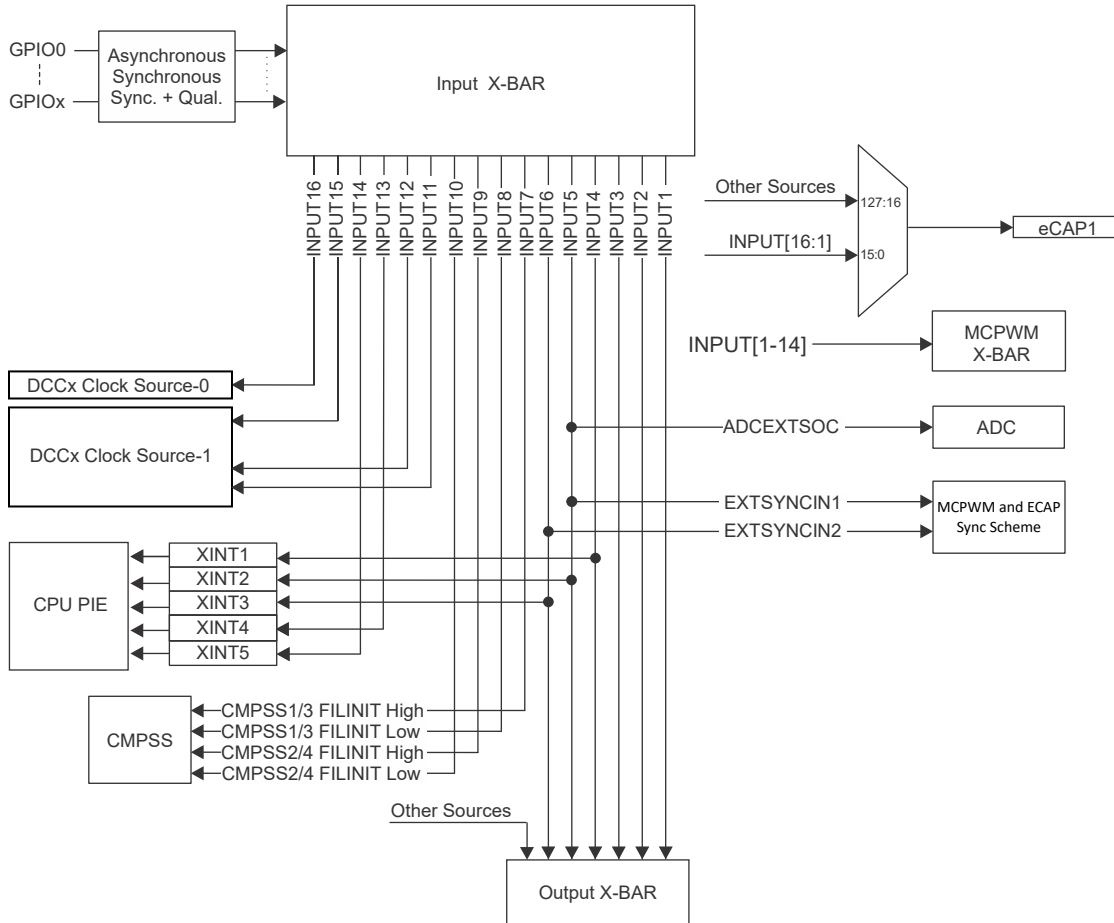 GPIO0
GPIOx
Asynchronous
Synchronous
Sync. + Qual.
Input X-BAR
INPUT16
INPUT15
INPUT14
INPUT13
INPUT12
INPUT11
INPUT10
INPUT9
INPUT8
INPUT7
INPUT6
INPUT5
INPUT4
INPUT3
INPUT2
INPUT1
Other Sources
127:16
INPUT[16:1]
15:0
eCAP1
INPUT[1-14]
MCPWM
X-BAR
DCCx Clock Source-0
DCCx Clock Source-1
ADCEXTSOC
ADC
EXTSYNCIN1
EXTSYNCIN2
MCPWM and ECAP
Sync Scheme
CPU PIE
XINT1
XINT2
XINT3
XINT4
XINT5
CMPSS
CMPSS1/3 FILINIT High
CMPSS1/3 FILINIT Low
CMPSS2/4 FILINIT High
CMPSS2/4 FILINIT Low
Other Sources
Output X-BAR